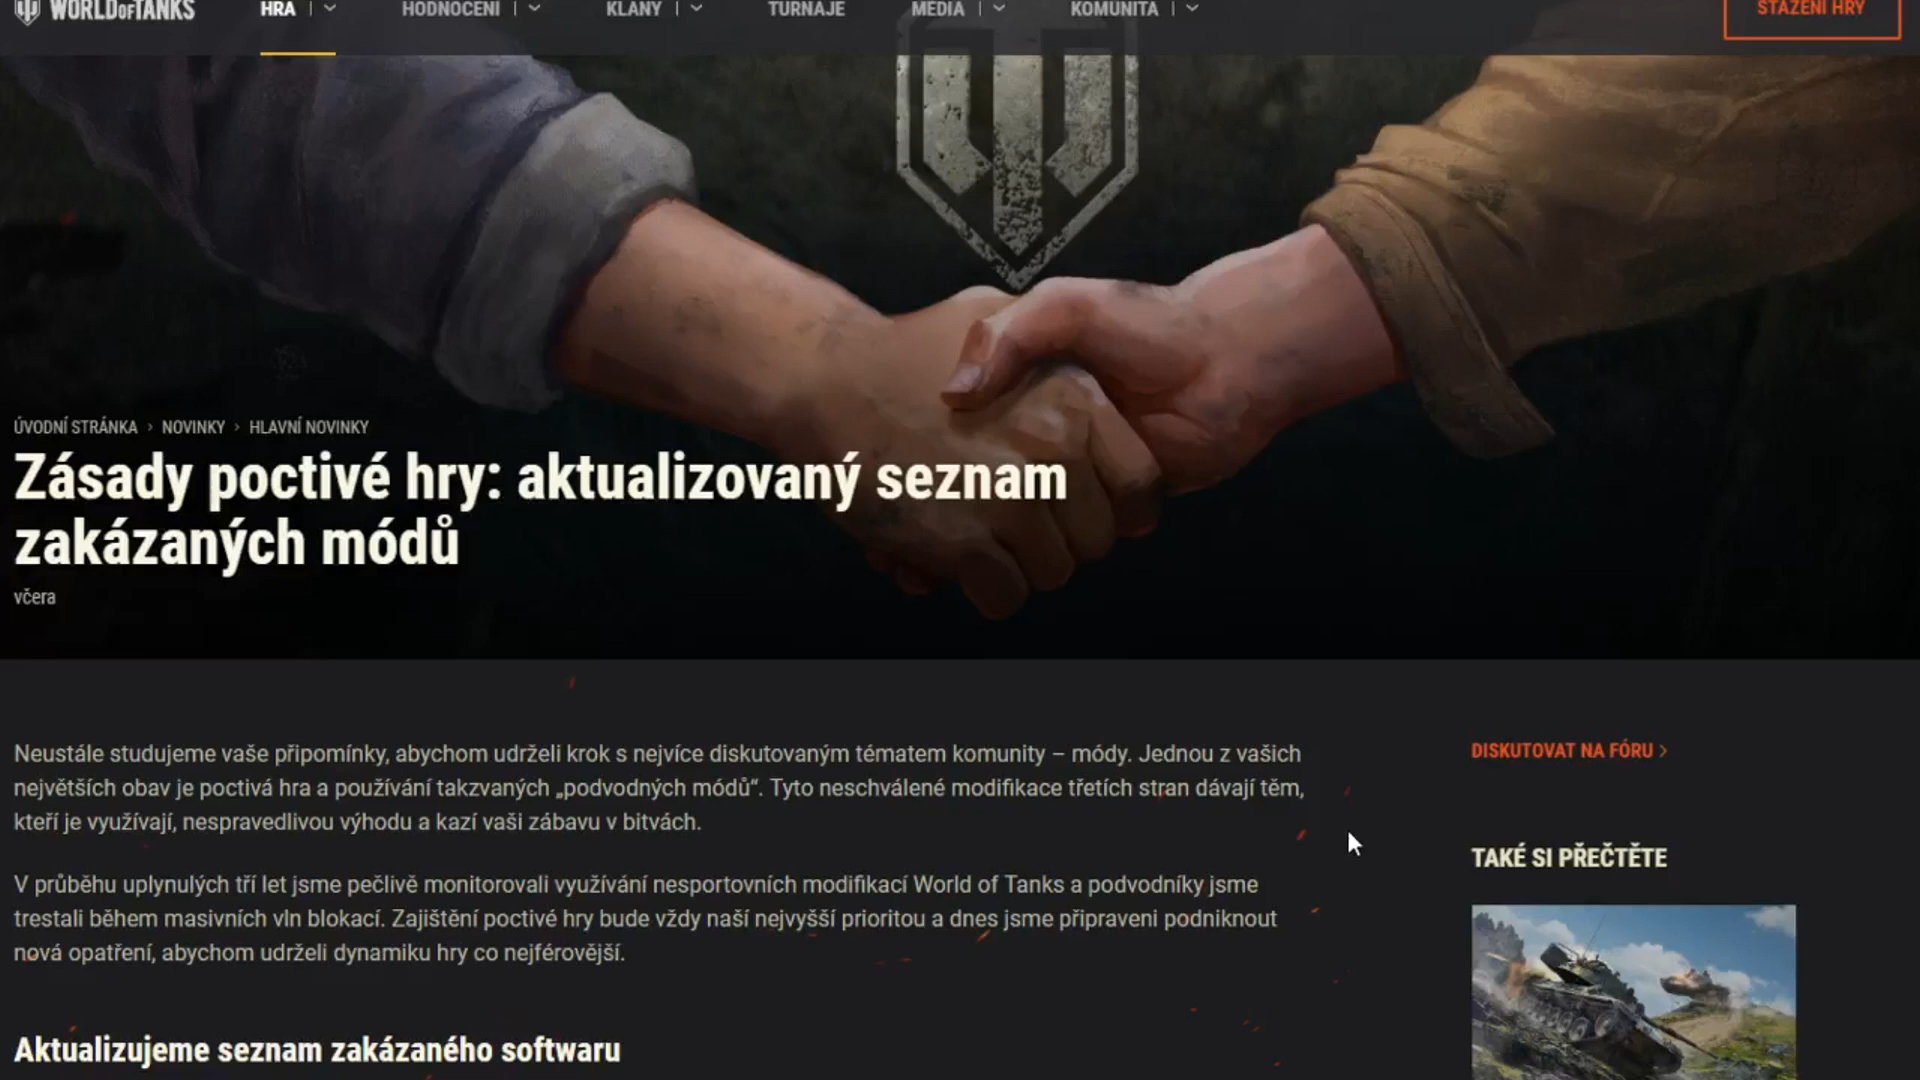 WORLD OF TANKS
HRA
HODNOCENÍ
KLANY
TURNAJE
MÉDIA
KOMUNITA
STAŽENÍ HRY
ÚVODNÍ STRÁNKA › NOVINKY › HLAVNÍ NOVINKY
Zásady poctivé hry: aktualizovaný seznam
zakázaných módů
včera
Neustále studujeme vaše připomínky, abychom udrželi krok s nejvíce diskutovaným tématem komunity – módy. Jednou z vašich
největších obav je poctivá hra a používání takzvaných „podvodných módů“. Tyto neschválené modifikace třetích stran dávají těm,
kteří je využívají, nespravedlivou výhodu a kazí vaši zábavu v bitvách.
V průběhu uplynulých tří let jsme pečlivě monitorovali využívání nesportovních modifikací World of Tanks a podvodníky jsme
trestali během masivních vln blokací. Zajištění poctivé hry bude vždy naší nejvyšší prioritou a dnes jsme připraveni podniknout
nová opatření, abychom udrželi dynamiku hry co nejférovější.
Aktualizujeme seznam zakázaného softwaru
DISKUTOVAT NA FÓRU ›
TAKÉ SI PŘEČTĚTE